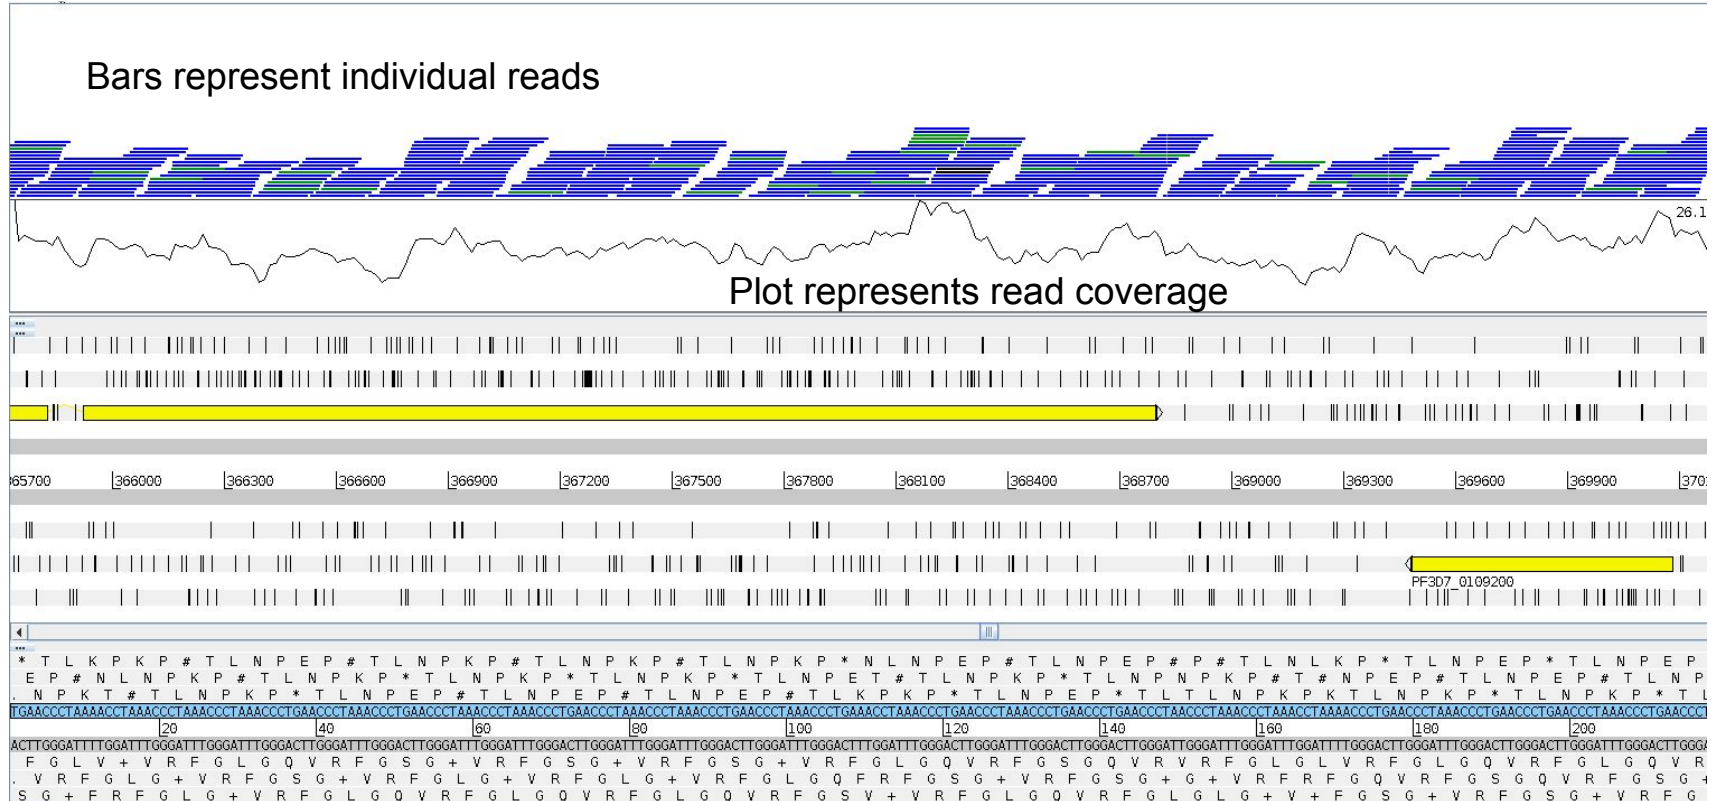 Bars represent individual reads
26.1
Plot represents read coverage
365700 366000 366300 366600 366900 367200 367500 367800 368100 368400 368700 369000 369300 369600 369900 370
PF3D7_0109200
* T L K P K P # T L N P E P # T L N P K P # T L N P K P # T L N P K P * N L N P E P # T L N P E P # P # T L N L K P * T L N P E P * T L N P E P
E P # N L N P K P # T L N P K P * T L N P K P * T L N P K P * T L N P E T # T L N P K P * T L N P N P K P # T # N P E P # T L N P E P # T L N P
. N P K T # T L N P K P * T L N P E P # T L N P E P # T L N P E P # T L K P K P * T L N P E P * T L T L N P K P K T L N P K P * T L N P K P * T L
20 40 60 80 100 120 140 160 180 200
F G L V + V R F G L G Q V R F G S G + V R F G S G + V R F G S G + V R F G L G Q V R F G S G Q V R V R F G L G L V R F G L G Q V R F G L G Q V R
. V R F G L G + V R F G S G + V R F G L G + V R F G L G + V R F G L G Q F R F G S G + V R F G S G + G + V R F R F G Q V R F G S G Q V R F G S G +
S G + F R F G L G + V R F G L G Q V R F G L G Q V R F G L G Q V R F G S V + V R F G L G Q V R F G L G L G + V + F G S G + V R F G S G + V R F G